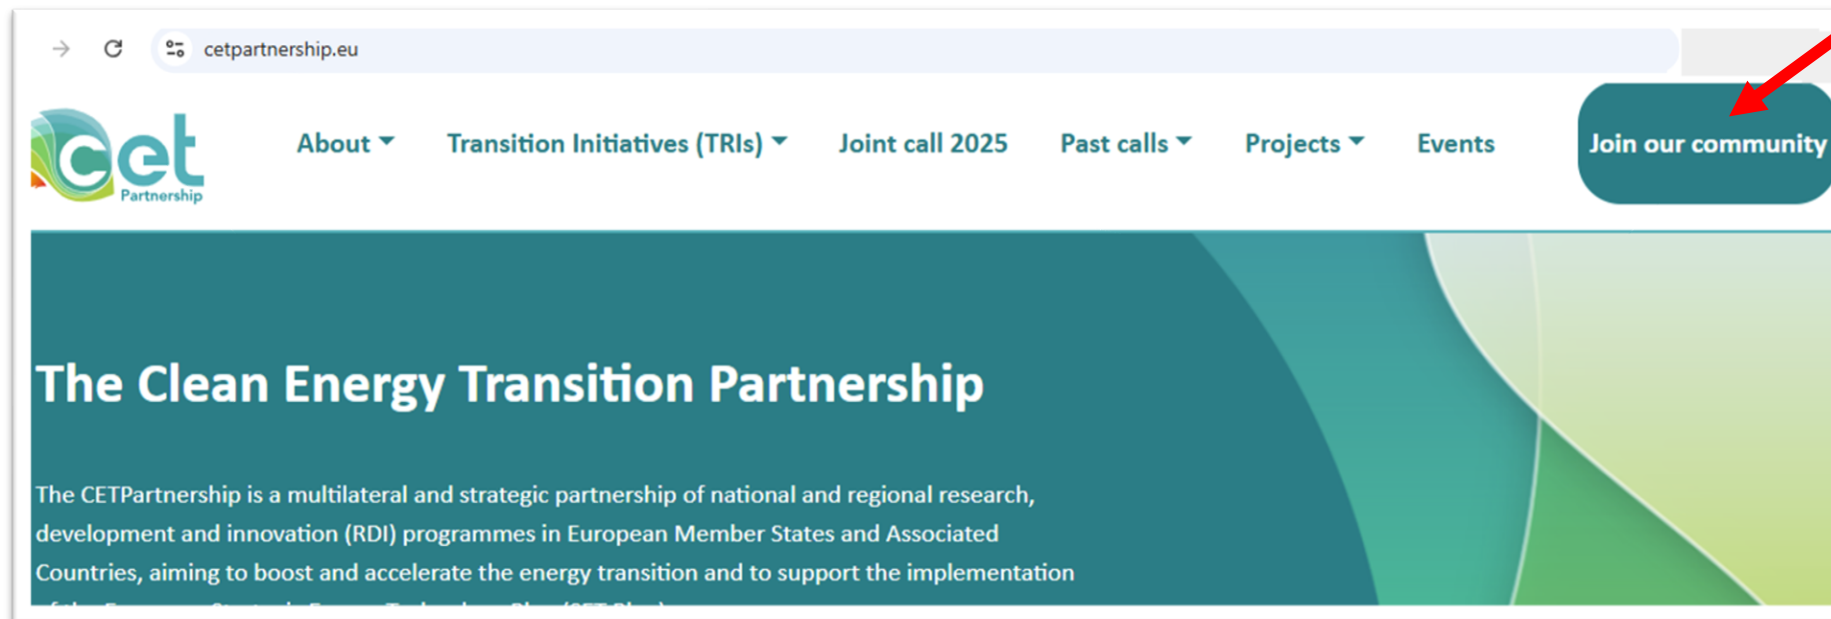 cetpartnership.eu
cet
Partnership
About
Transition Initiatives (TRIs)
Joint call 2025
Past calls
Projects
Events
Join our community
The Clean Energy Transition Partnership
The CETPartnership is a multilateral and strategic partnership of national and regional research,
development and innovation (RDI) programmes in European Member States and Associated
Countries, aiming to boost and accelerate the energy transition and to support the implementation